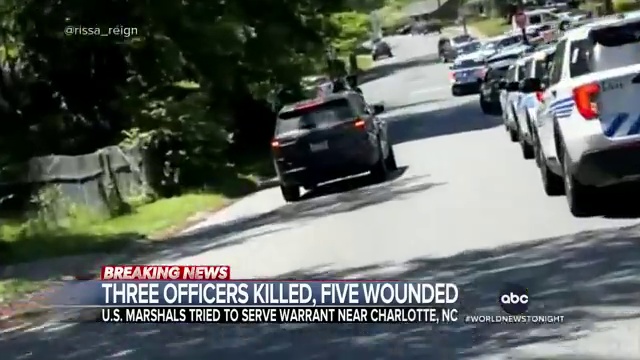 @rissa_reign
BREAKING NEWS
THREE OFFICERS KILLED, FIVE WOUNDED
abc
U.S. MARSHALS TRIED TO SERVE WARRANT NEAR CHARLOTTE, NC
#WORLDNEWSTONIGHT